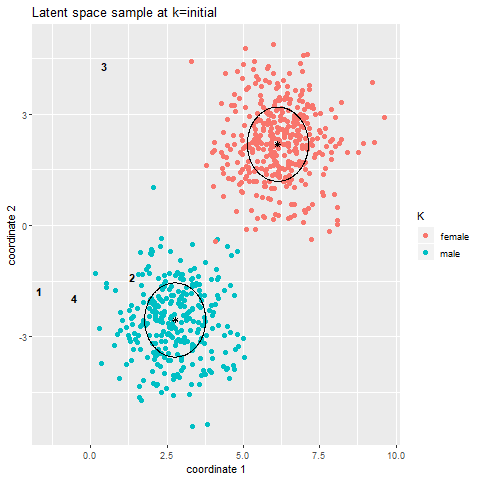 Latent space sample at k=initial
3
2
1
4
3
0
-3
coordinate 2
0.0 2.5 5.0 7.5 10.0
coordinate 1
K
female
male